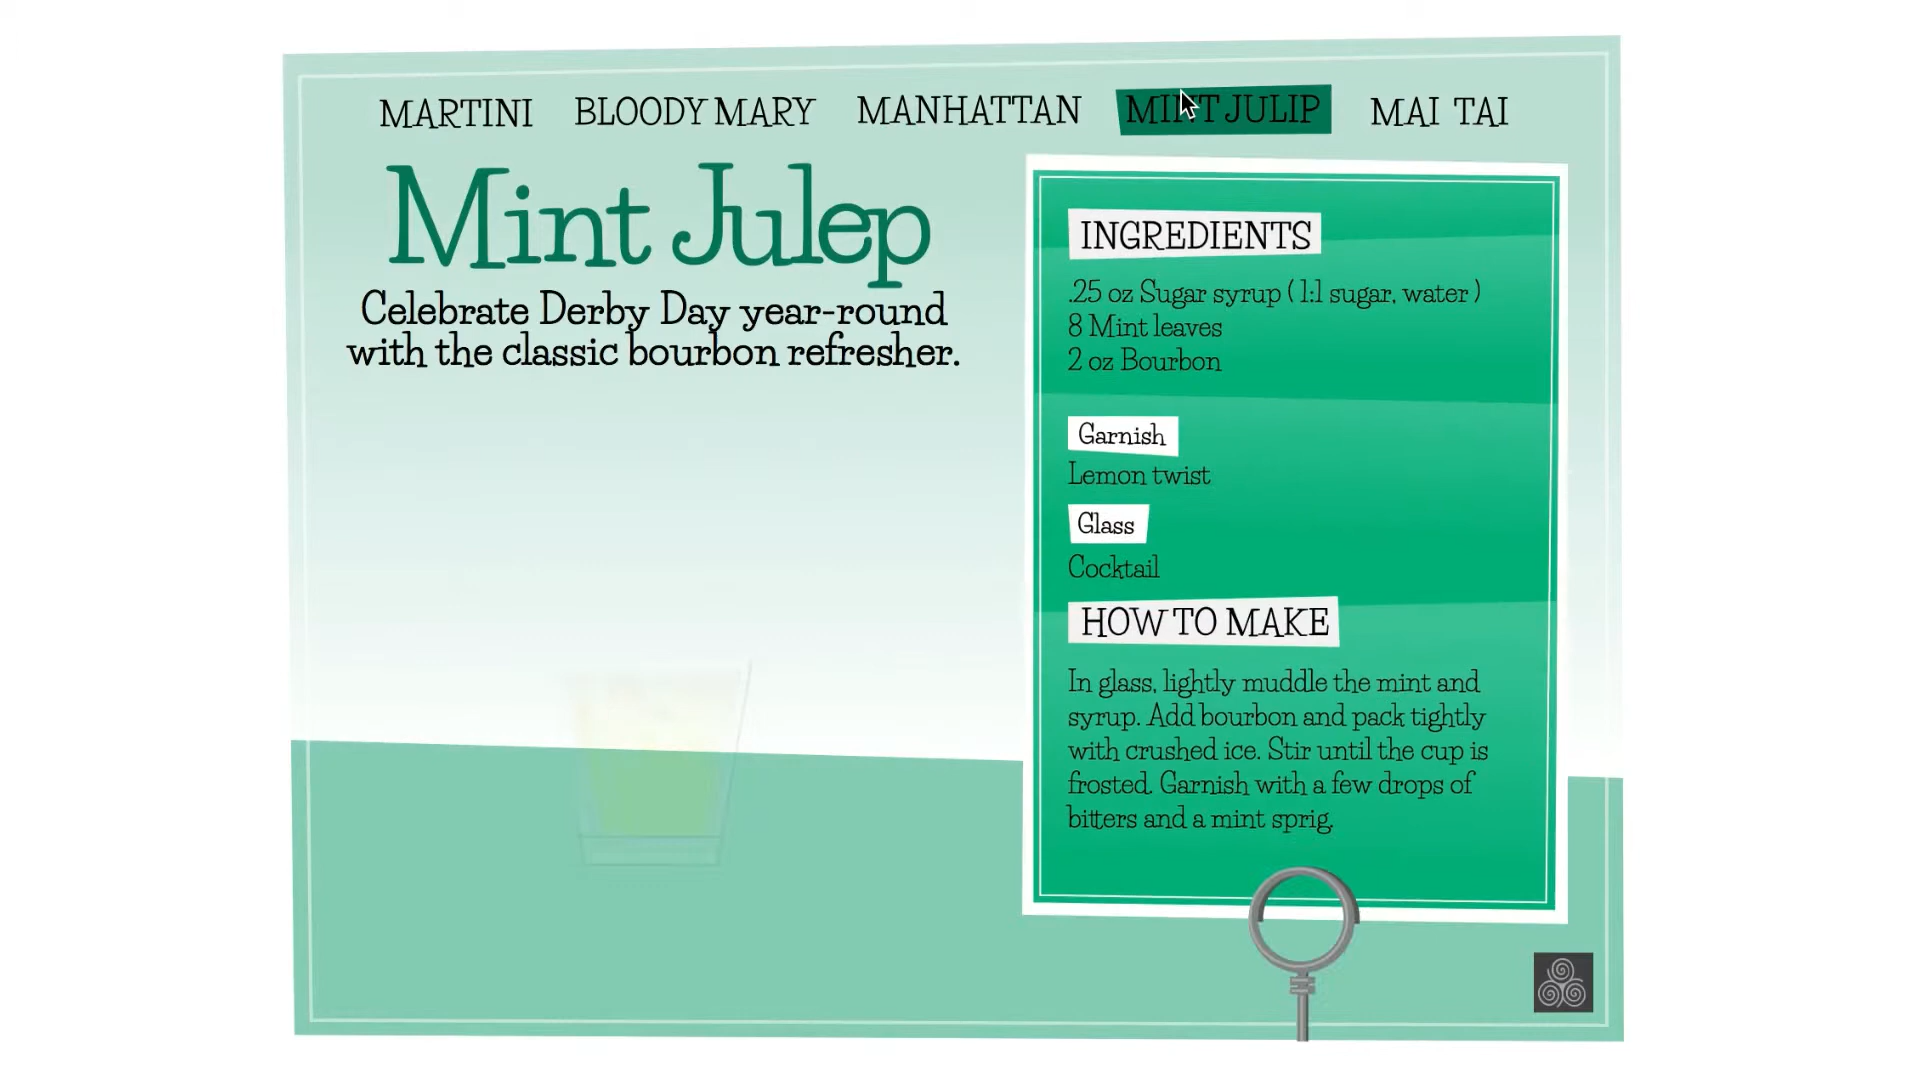 MARTINI BLOODY MARY MANHATTAN MINT JULIP MAI TAI
Mint Julep
Celebrate Derby Day year-round
with the classic bourbon refresher.
INGREDIENTS
.25 oz Sugar syrup ( 1:1 sugar, water )
8 Mint leaves
2 oz Bourbon
Garnish
Lemon twist
Glass
Cocktail
HOW TO MAKE
In glass, lightly muddle the mint and
syrup. Add bourbon and pack tightly
with crushed ice. Stir until the cup is
frosted. Garnish with a few drops of
bitters and a mint sprig.